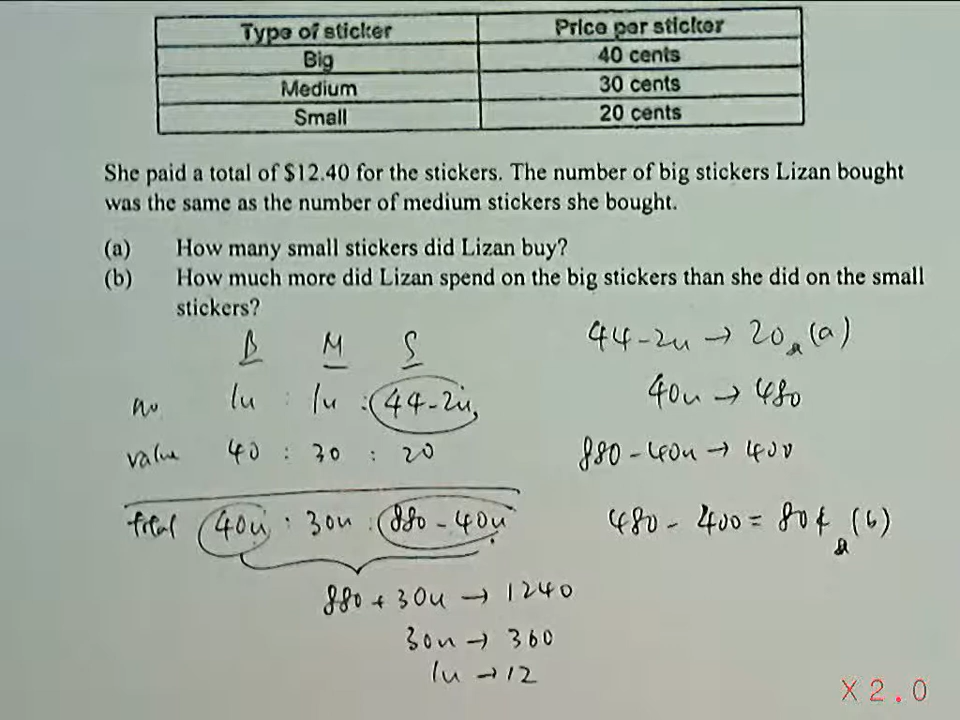 Type of sticker Price per sticker
Big 40 cents
Medium 30 cents
Small 20 cents
She paid a total of $12.40 for the stickers. The number of big stickers Lizan bought
was the same as the number of medium stickers she bought.
(a) How many small stickers did Lizan buy?
(b) How much more did Lizan spend on the big stickers than she did on the small
stickers?
B M S
no 1u : 1u : 44-2u
value 40 : 30 : 20
total 40u : 30u : 880-40u
880 + 30u → 1240
30u → 360
1u → 12
44-2u → 20 (a)
40u → 480
880-40u → 400
480 - 400 = 80¢ (b)
X2.0